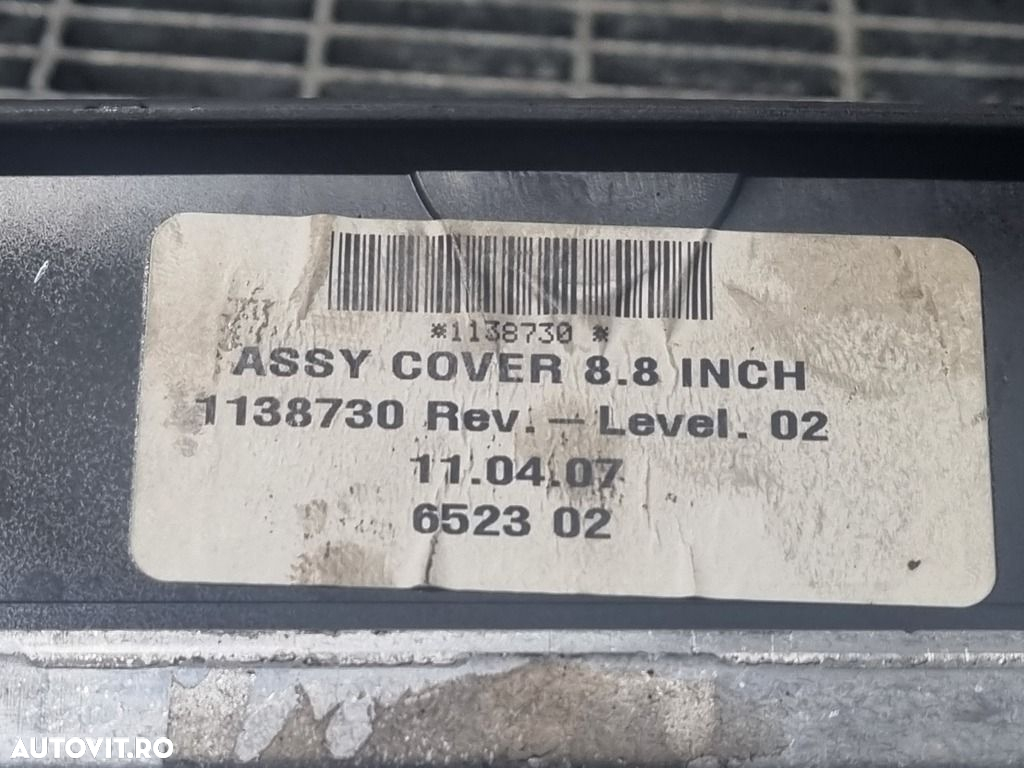 *1138730 *
ASSY COVER 8.8 INCH
1138730 Rev. – Level. 02
11.04.07
6523 02
AUTOVIT.RO